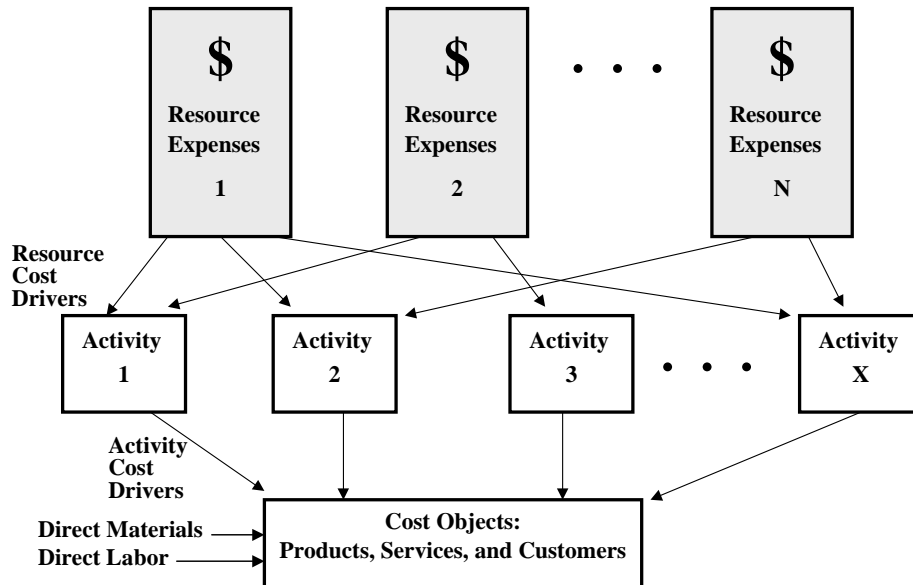 $
Resource
Expenses
1
$
Resource
Expenses
2
. . .
$
Resource
Expenses
N
Resource
Cost
Drivers
Activity
1
Activity
2
Activity
3
. . .
Activity
X
Activity
Cost
Drivers
Direct Materials
Direct Labor
Cost Objects:
Products, Services, and Customers